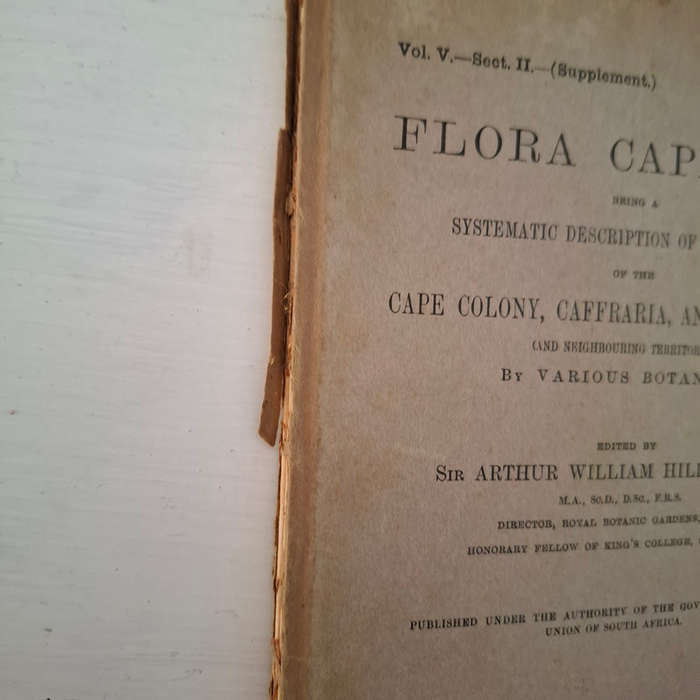 Vol. V.—Sect. II.—(Supplement.)
FLORA CAP
BEING A
SYSTEMATIC DESCRIPTION OF
OF THE
CAPE COLONY, CAFFRARIA, AN
(AND NEIGHBOURING TERRITOR
BY VARIOUS BOTAN
EDITED BY
SIR ARTHUR WILLIAM HILL
M.A., Sc.D., D.Sc., F.R.S.
DIRECTOR, ROYAL BOTANIC GARDENS,
HONORARY FELLOW OF KING'S COLLEGE,
PUBLISHED UNDER THE AUTHORITY OF THE GOV
UNION OF SOUTH AFRICA.